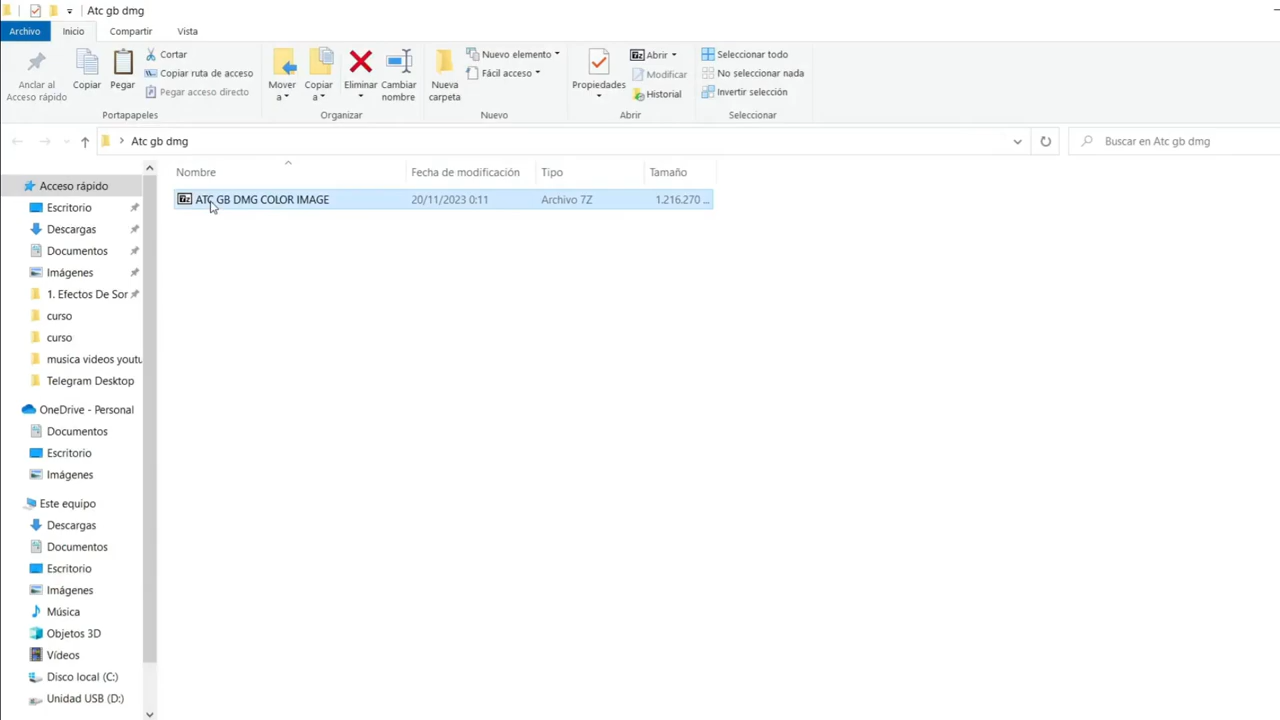 Atc gb dmg
Archivo Inicio Compartir Vista
Anclar al Acceso rápido
Copiar
Pegar
Cortar
Copiar ruta de acceso
Pegar acceso directo
Portapapeles
Mover a
Copiar a
Eliminar
Cambiar nombre
Organizar
Nueva carpeta
Nuevo elemento
Fácil acceso
Nuevo
Propiedades
Abrir
Modificar
Historial
Abrir
Seleccionar todo
No seleccionar nada
Invertir selección
Seleccionar
Atc gb dmg
Buscar en Atc gb dmg
Nombre Fecha de modificación Tipo Tamaño
ATC GB DMG COLOR IMAGE 20/11/2023 0:11 Archivo 7Z 1.216.270 ...
Acceso rápido
Escritorio
Descargas
Documentos
Imágenes
1. Efectos De Sor
curso
curso
musica videos youtu
Telegram Desktop
OneDrive - Personal
Documentos
Escritorio
Imágenes
Este equipo
Descargas
Documentos
Escritorio
Imágenes
Música
Objetos 3D
Vídeos
Disco local (C:)
Unidad USB (D:)